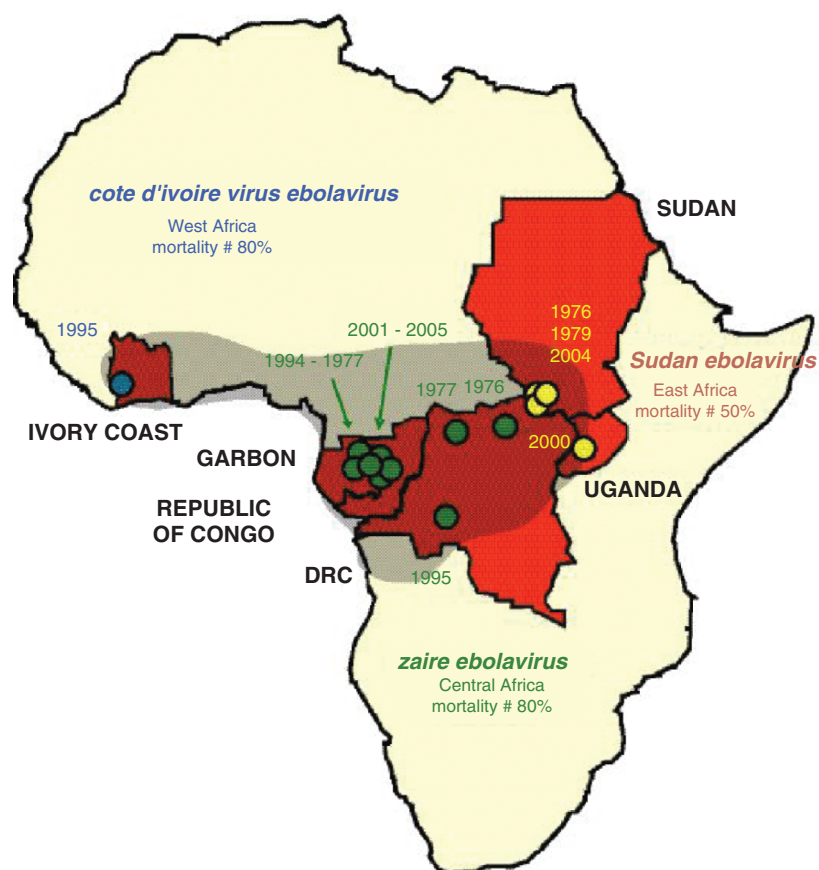 cote d'ivoire virus ebolavirus
West Africa
mortality # 80%
SUDAN
1995
2001 - 2005
1994 - 1977
1977
1976
1976
1979
2004
Sudan ebolavirus
East Africa
mortality # 50%
IVORY COAST
GARBON
2000
UGANDA
REPUBLIC
OF CONGO
DRC
1995
zaire ebolavirus
Central Africa
mortality # 80%